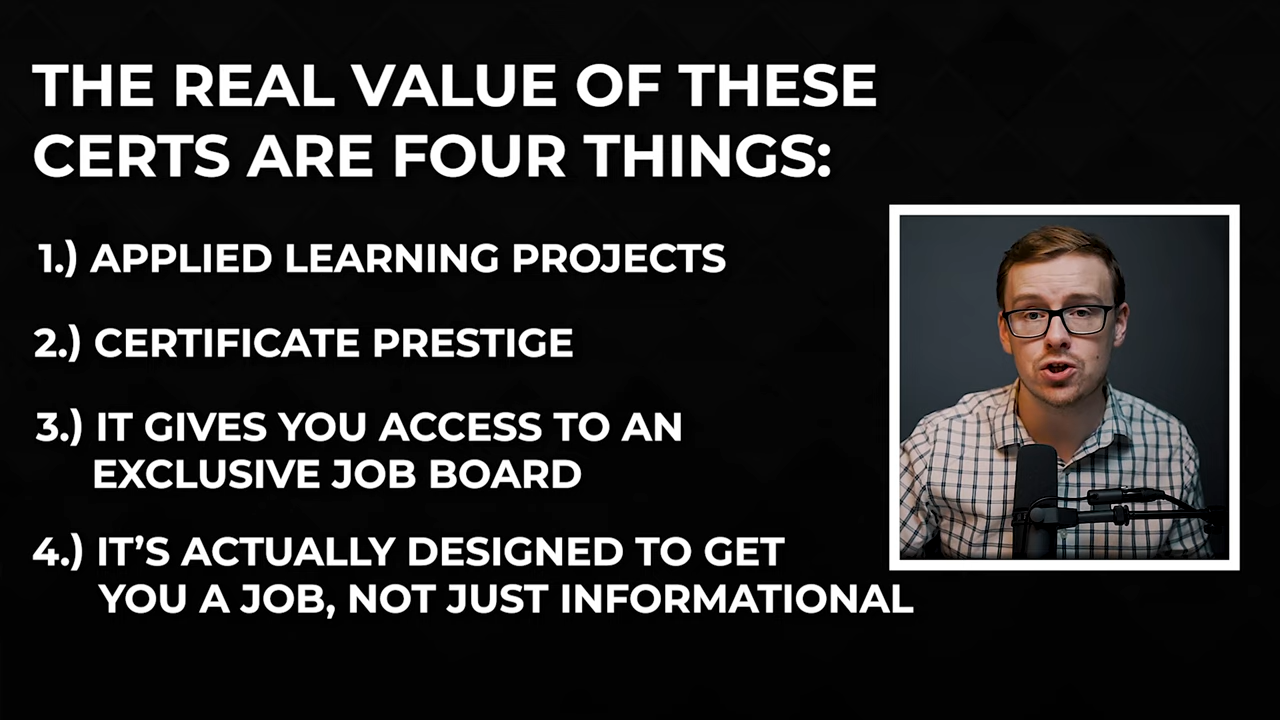 THE REAL VALUE OF THESE
CERTS ARE FOUR THINGS:
1.) APPLIED LEARNING PROJECTS
2.) CERTIFICATE PRESTIGE
3.) IT GIVES YOU ACCESS TO AN
EXCLUSIVE JOB BOARD
4.) IT'S ACTUALLY DESIGNED TO GET
YOU A JOB, NOT JUST INFORMATIONAL